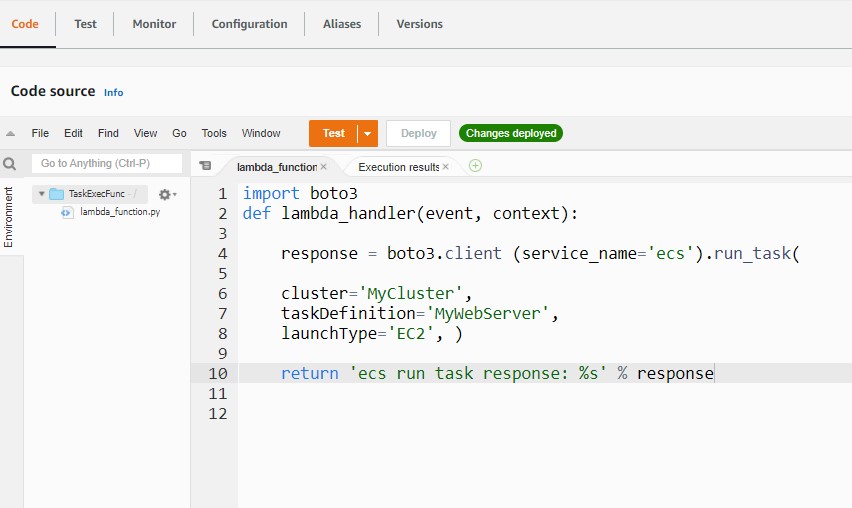 Code Test Monitor Configuration Aliases Versions
Code source Info
File Edit Find View Go Tools Window Test Deploy Changes deployed
Go to Anything (Ctrl-P)
lambda_function × Execution results ×
Environment
TaskExecFunc - /
lambda_function.py
1 import boto3
2 def lambda_handler(event, context):
3
4 response = boto3.client (service_name='ecs').run_task(
5
6 cluster='MyCluster',
7 taskDefinition='MyWebServer',
8 launchType='EC2', )
9
10 return 'ecs run task response: %s' % response
11
12